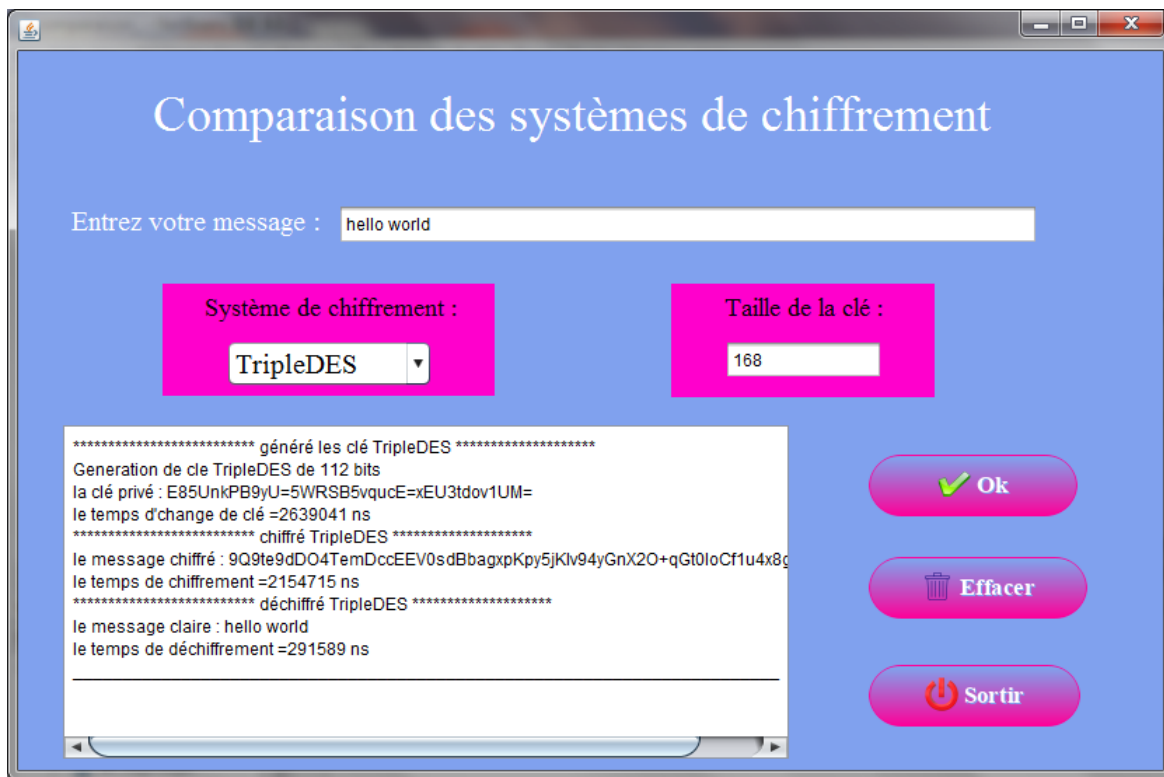 Comparaison des systèmes de chiffrement
Entrez votre message :
hello world
Système de chiffrement :
TripleDES
Taille de la clé :
168
************************** généré les clé TripleDES ********************
Generation de cle TripleDES de 112 bits
la clé privé : E85UnkPB9yU=5WRSB5vqucE=xEU3tdov1UM=
le temps d'change de clé =2639041 ns
************************** chiffré TripleDES ********************
le message chiffré : 9Q9te9dDO4TemDccEEV0sdBbagxpKpy5jKlv94yGnX2O+qGt0loCf1u4x8g
le temps de chiffrement =2154715 ns
************************** déchiffré TripleDES ********************
le message claire : hello world
le temps de déchiffrement =291589 ns
Ok
Effacer
Sortir